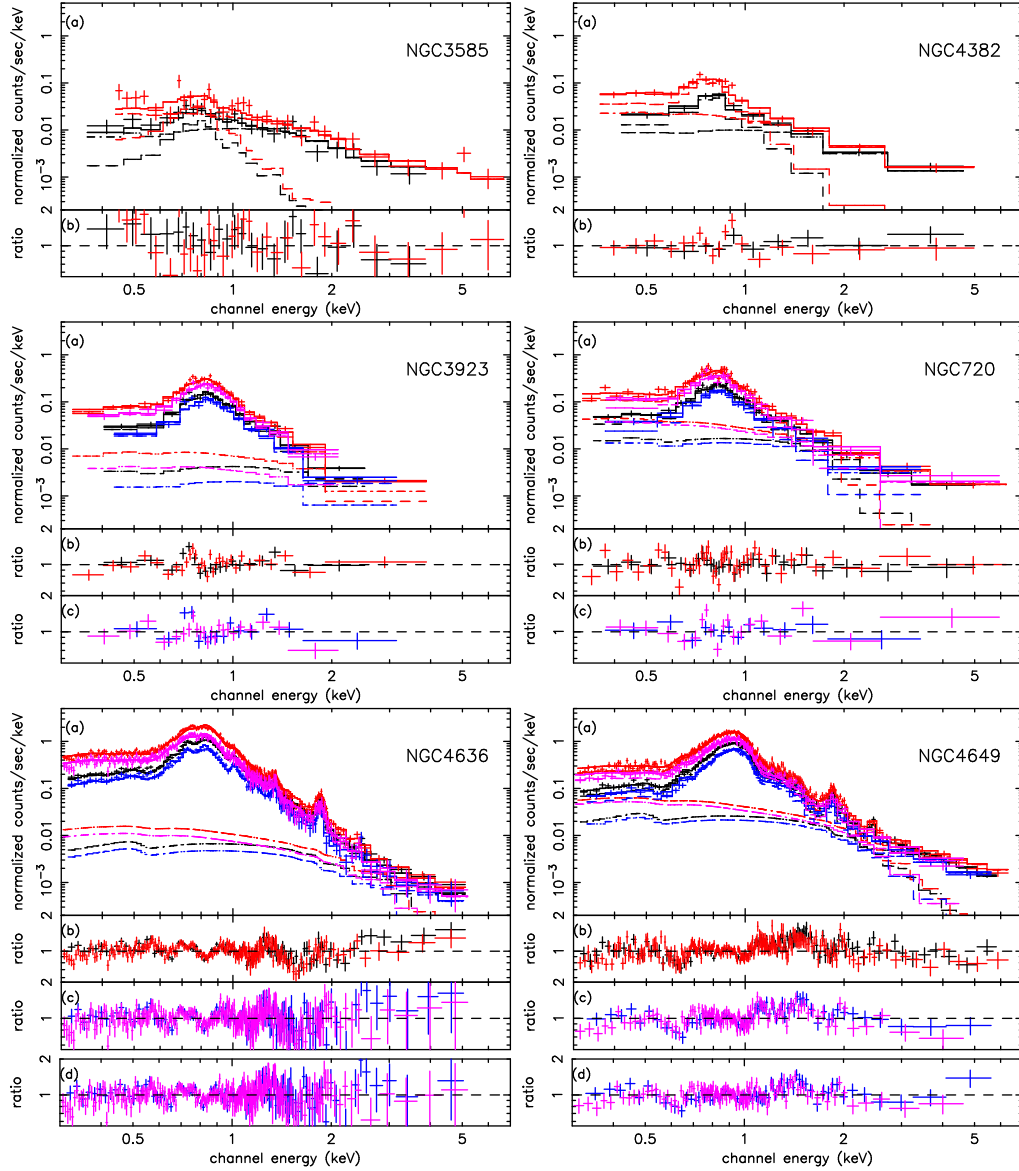 (a)
NGC3585
normalized counts/sec/keV
1
0.1
0.01
10⁻³
(b)
ratio
2
1
0.5
1
2
5
channel energy (keV)
(a)
NGC4382
normalized counts/sec/keV
1
0.1
0.01
10⁻³
(b)
ratio
2
1
0.5
1
2
5
channel energy (keV)
(a)
NGC3923
normalized counts/sec/keV
1
0.1
0.01
10⁻³
(b)
ratio
2
1
(c)
ratio
2
1
0.5
1
2
5
channel energy (keV)
(a)
NGC720
normalized counts/sec/keV
1
0.1
0.01
10⁻³
(b)
ratio
2
1
(c)
ratio
2
1
0.5
1
2
5
channel energy (keV)
(a)
NGC4636
normalized counts/sec/keV
1
0.1
0.01
10⁻³
(b)
ratio
2
1
(c)
ratio
2
1
(d)
ratio
2
1
0.5
1
2
5
channel energy (keV)
(a)
NGC4649
normalized counts/sec/keV
1
0.1
0.01
10⁻³
(b)
ratio
2
1
(c)
ratio
2
1
(d)
ratio
2
1
0.5
1
2
5
channel energy (keV)